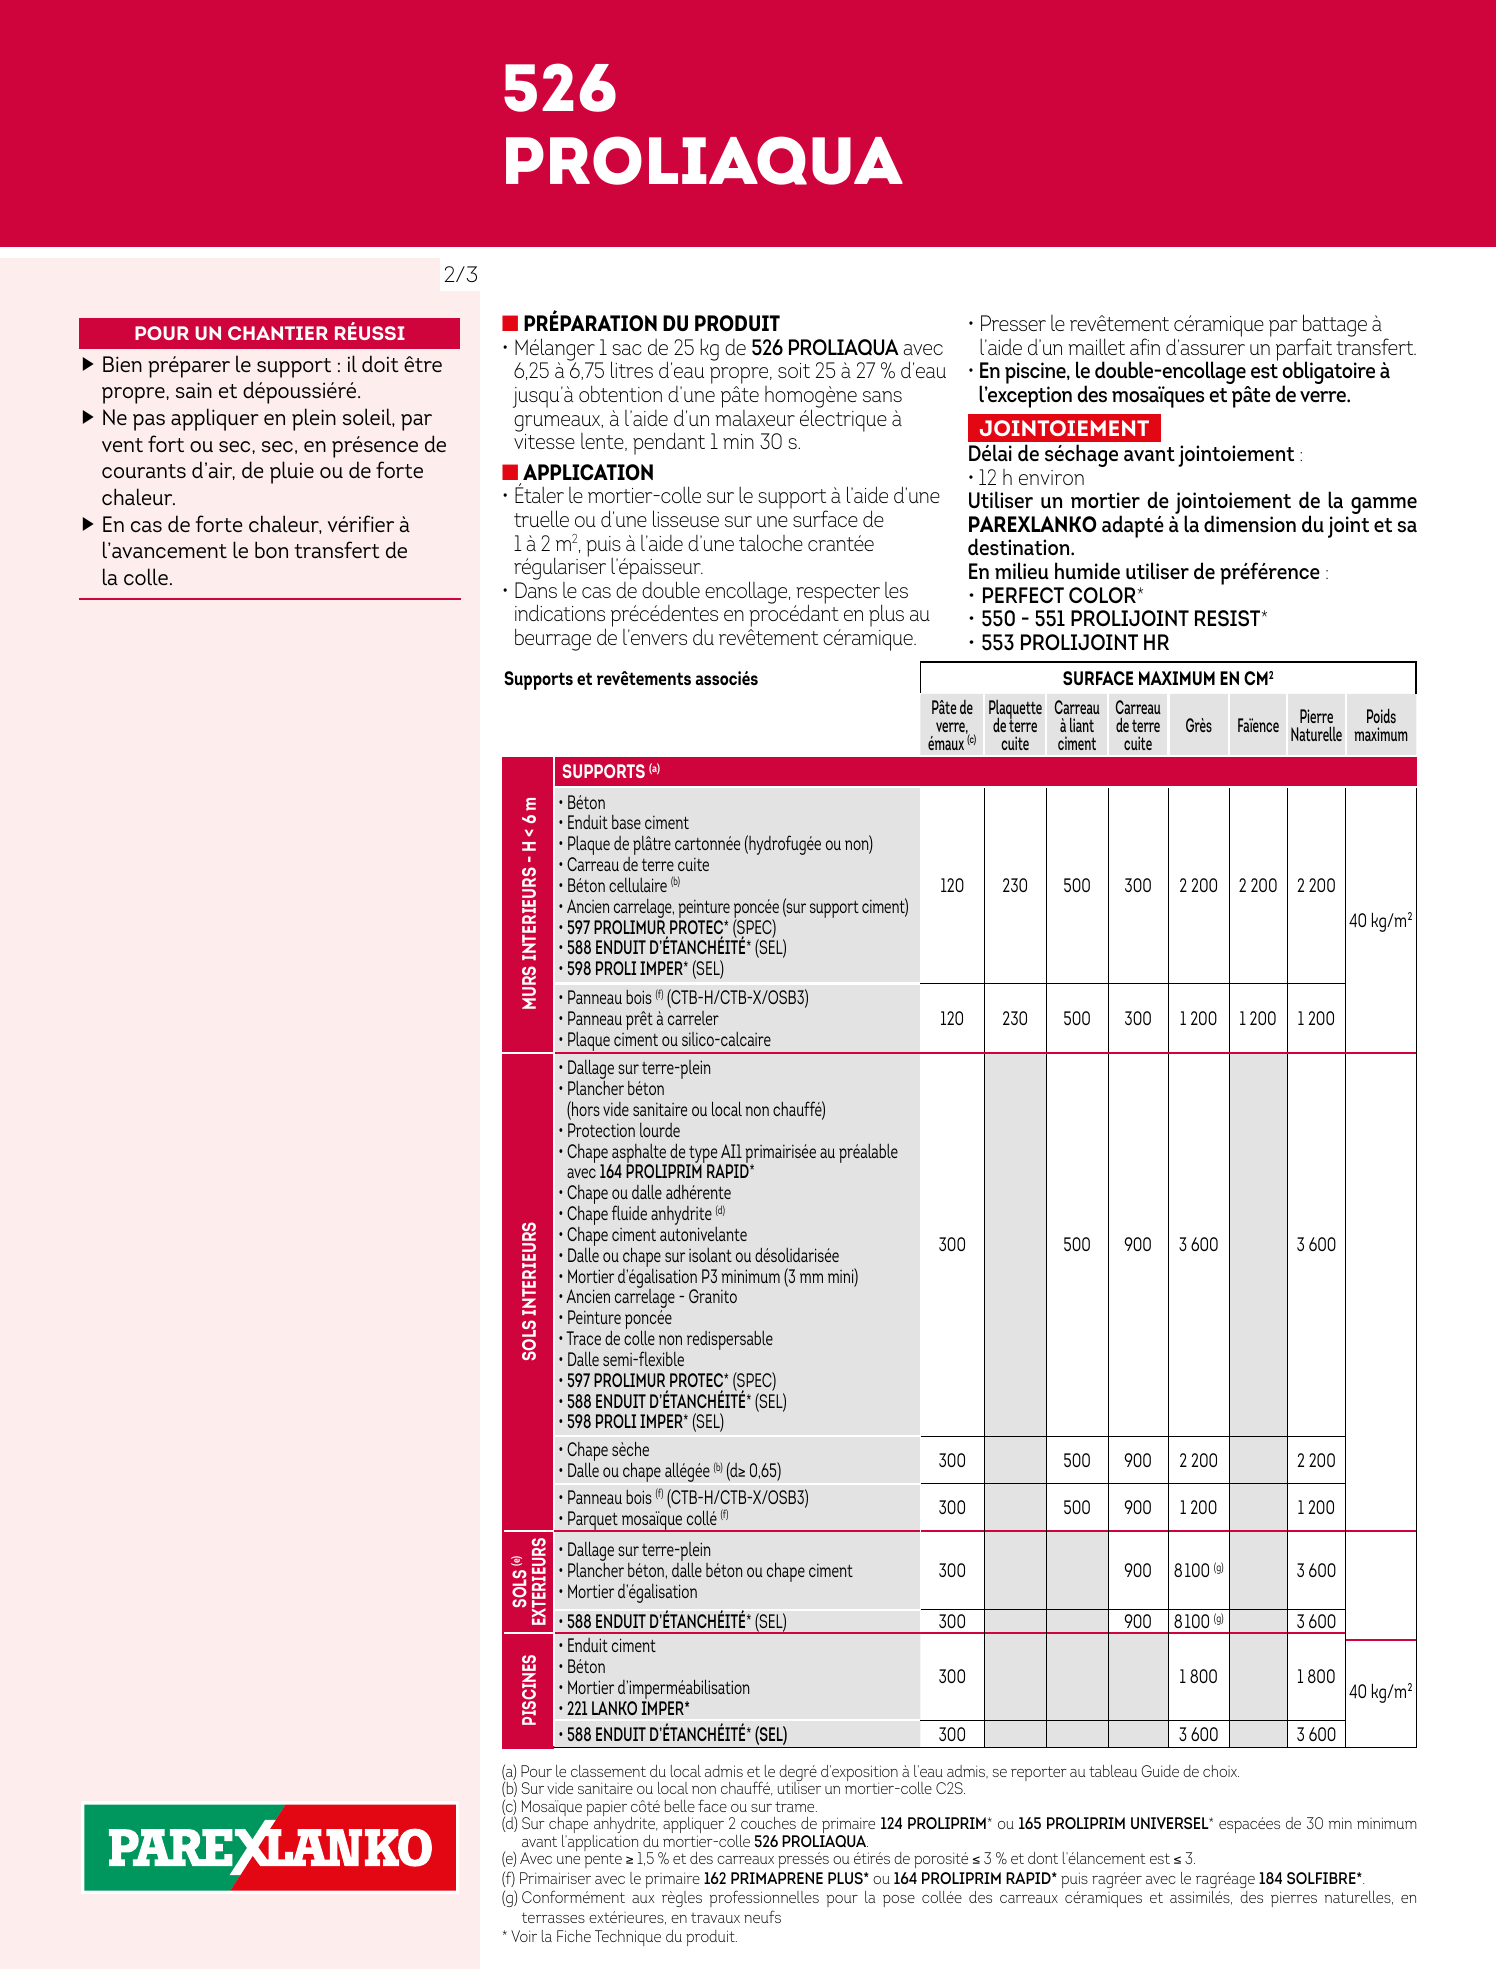 526
PROLIAQUA
2/3
POUR UN CHANTIER RÉUSSI
Bien préparer le support : il doit être
propre, sain et dépoussiéré.
Ne pas appliquer en plein soleil, par
vent fort ou sec, sec, en présence de
courants d'air, de pluie ou de forte
chaleur.
En cas de forte chaleur, vérifier à
l'avancement le bon transfert de
la colle.
PRÉPARATION DU PRODUIT
• Mélanger 1 sac de 25 kg de 526 PROLIAQUA avec
6,25 à 6,75 litres d'eau propre, soit 25 à 27 % d'eau
jusqu'à obtention d'une pâte homogène sans
grumeaux, à l'aide d'un malaxeur électrique à
vitesse lente, pendant 1 min 30 s.
APPLICATION
• Étaler le mortier-colle sur le support à l'aide d'une
truelle ou d'une lisseuse sur une surface de
1 à 2 m², puis à l'aide d'une taloche crantée
régulariser l'épaisseur.
• Dans le cas de double encollage, respecter les
indications précédentes en procédant en plus au
beurrage de l'envers du revêtement céramique.
• Presser le revêtement céramique par battage à
l'aide d'un maillet afin d'assurer un parfait transfert.
• En piscine, le double-encollage est obligatoire à
l'exception des mosaïques et pâte de verre.
JOINTOIEMENT
Délai de séchage avant jointoiement :
• 12 h environ
Utiliser un mortier de jointoiement de la gamme
PAREXLANKO adapté à la dimension du joint et sa
destination.
En milieu humide utiliser de préférence :
• PERFECT COLOR*
• 550 - 551 PROLIJOINT RESIST*
• 553 PROLIJOINT HR
Supports et revêtements associés
SURFACE MAXIMUM EN CM²
Pâte de verre, émaux (c) Plaquette de terre cuite Carreau à liant ciment Carreau de terre cuite Grès Faïence Pierre Naturelle Poids maximum
SUPPORTS (a)
MURS INTERIEURS - H < 6 m
• Béton
• Enduit base ciment
• Plaque de plâtre cartonnée (hydrofugée ou non)
• Carreau de terre cuite
• Béton cellulaire (b)
• Ancien carrelage, peinture poncée (sur support ciment)
• 597 PROLIMUR PROTEC* (SPEC)
• 588 ENDUIT D'ÉTANCHÉITÉ* (SEL)
• 598 PROLI IMPER* (SEL)
120 230 500 300 2 200 2 200 2 200
40 kg/m²
• Panneau bois (f) (CTB-H/CTB-X/OSB3)
• Panneau prêt à carreler
• Plaque ciment ou silico-calcaire
120 230 500 300 1 200 1 200 1 200
SOLS INTERIEURS
• Dallage sur terre-plein
• Plancher béton
(hors vide sanitaire ou local non chauffé)
• Protection lourde
• Chape asphalte de type AI1 primairisée au préalable
avec 164 PROLIPRIM RAPID*
• Chape ou dalle adhérente
• Chape fluide anhydrite (d)
• Chape ciment autonivelante
• Dalle ou chape sur isolant ou désolidarisée
• Mortier d'égalisation P3 minimum (3 mm mini)
• Ancien carrelage - Granito
• Peinture poncée
• Trace de colle non redispersable
• Dalle semi-flexible
• 597 PROLIMUR PROTEC* (SPEC)
• 588 ENDUIT D'ÉTANCHÉITÉ* (SEL)
• 598 PROLI IMPER* (SEL)
300 500 900 3 600 3 600
• Chape sèche
• Dalle ou chape allégée (b) (d≥ 0,65)
300 500 900 2 200 2 200
• Panneau bois (f) (CTB-H/CTB-X/OSB3)
• Parquet mosaïque collé (f)
300 500 900 1 200 1 200
SOLS (e)
EXTERIEURS
• Dallage sur terre-plein
• Plancher béton, dalle béton ou chape ciment
• Mortier d'égalisation
300 900 8100 (g) 3 600
• 588 ENDUIT D'ÉTANCHÉITÉ* (SEL)
300 900 8100 (g) 3 600
PISCINES
• Enduit ciment
• Béton
• Mortier d'imperméabilisation
• 221 LANKO IMPER*
300 1 800 1 800
40 kg/m²
• 588 ENDUIT D'ÉTANCHÉITÉ* (SEL)
300 3 600 3 600
(a) Pour le classement du local admis et le degré d'exposition à l'eau admis, se reporter au tableau Guide de choix.
(b) Sur vide sanitaire ou local non chauffé, utiliser un mortier-colle C2S.
(c) Mosaïque papier côté belle face ou sur trame.
(d) Sur chape anhydrite, appliquer 2 couches de primaire 124 PROLIPRIM* ou 165 PROLIPRIM UNIVERSEL* espacées de 30 min minimum
avant l'application du mortier-colle 526 PROLIAQUA.
(e) Avec une pente ≥ 1,5 % et des carreaux pressés ou étirés de porosité ≤ 3 % et dont l'élancement est ≤ 3.
(f) Primairiser avec le primaire 162 PRIMAPRENE PLUS* ou 164 PROLIPRIM RAPID* puis ragréer avec le ragréage 184 SOLFIBRE*.
(g) Conformément aux règles professionnelles pour la pose collée des carreaux céramiques et assimilés, des pierres naturelles, en
terrasses extérieures, en travaux neufs
* Voir la Fiche Technique du produit.
PAREXLANKO